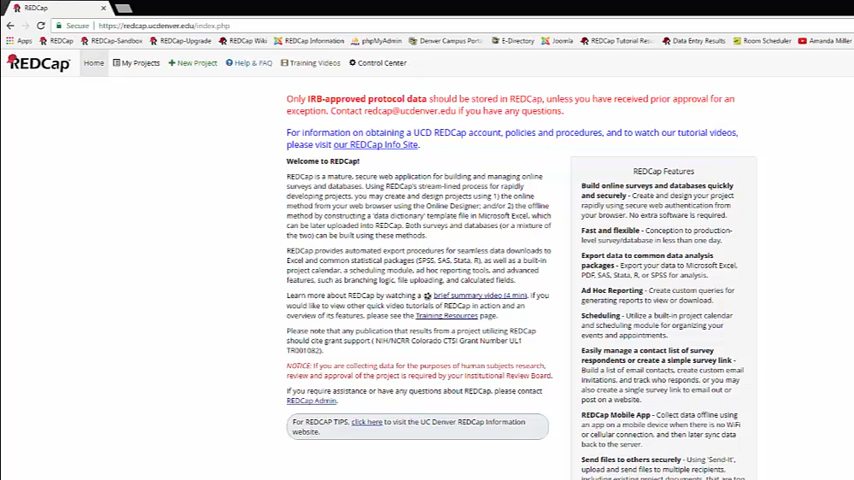 REDCap
Secure https://redcap.ucdenver.edu/index.php
Apps REDCap REDCap-Sandbox REDCap-Upgrade REDCap Wiki REDCap Information phpMyAdmin Denver Campus Port E-Directory Joomla REDCap Tutorial Res Data Entry Results Room Scheduler Amanda Miller
REDCap Home My Projects New Project Help & FAQ Training Videos Control Center
Only IRB-approved protocol data should be stored in REDCap, unless you have received prior approval for an
exception. Contact redcap@ucdenver.edu if you have any questions.
For information on obtaining a UCD REDCap account, policies and procedures, and to watch our tutorial videos,
please visit our REDCap Info Site.
Welcome to REDCap!
REDCap is a mature, secure web application for building and managing online
surveys and databases. Using REDCap's stream-lined process for rapidly
developing projects, you may create and design projects using 1) the online
method from your web browser using the Online Designer; and/or 2) the offline
method by constructing a 'data dictionary' template file in Microsoft Excel, which
can be later uploaded into REDCap. Both surveys and databases (or a mixture of
the two) can be built using these methods.
REDCap provides automated export procedures for seamless data downloads to
Excel and common statistical packages (SPSS, SAS, Stata, R), as well as a built-in
project calendar, a scheduling module, ad hoc reporting tools, and advanced
features, such as branching logic, file uploading, and calculated fields.
Learn more about REDCap by watching a brief summary video (4 min). If you
would like to view other quick video tutorials of REDCap in action and an
overview of its features, please see the Training Resources page.
Please note that any publication that results from a project utilizing REDCap
should cite grant support ( NIH/NCRR Colorado CTSI Grant Number UL1
TR001082).
NOTICE: If you are collecting data for the purposes of human subjects research,
review and approval of the project is required by your Institutional Review Board.
If you require assistance or have any questions about REDCap, please contact
REDCap Admin.
For REDCAP TIPS, click here to visit the UC Denver REDCap Information
website.
REDCap Features
Build online surveys and databases quickly
and securely - Create and design your project
rapidly using secure web authentication from
your browser. No extra software is required.
Fast and flexible - Conception to production-
level survey/database in less than one day.
Export data to common data analysis
packages - Export your data to Microsoft Excel,
PDF, SAS, Stata, R, or SPSS for analysis.
Ad Hoc Reporting - Create custom queries for
generating reports to view or download.
Scheduling - Utilize a built-in project calendar
and scheduling module for organizing your
events and appointments.
Easily manage a contact list of survey
respondents or create a simple survey link -
Build a list of email contacts, create custom email
invitations, and track who responds, or you may
also create a single survey link to email out or
post on a website.
REDCap Mobile App - Collect data offline using
an app on a mobile device when there is no WiFi
or cellular connection, and then later sync data
back to the server.
Send files to others securely - Using 'Send-It',
upload and send files to multiple recipients,
including existing project documents, that are too